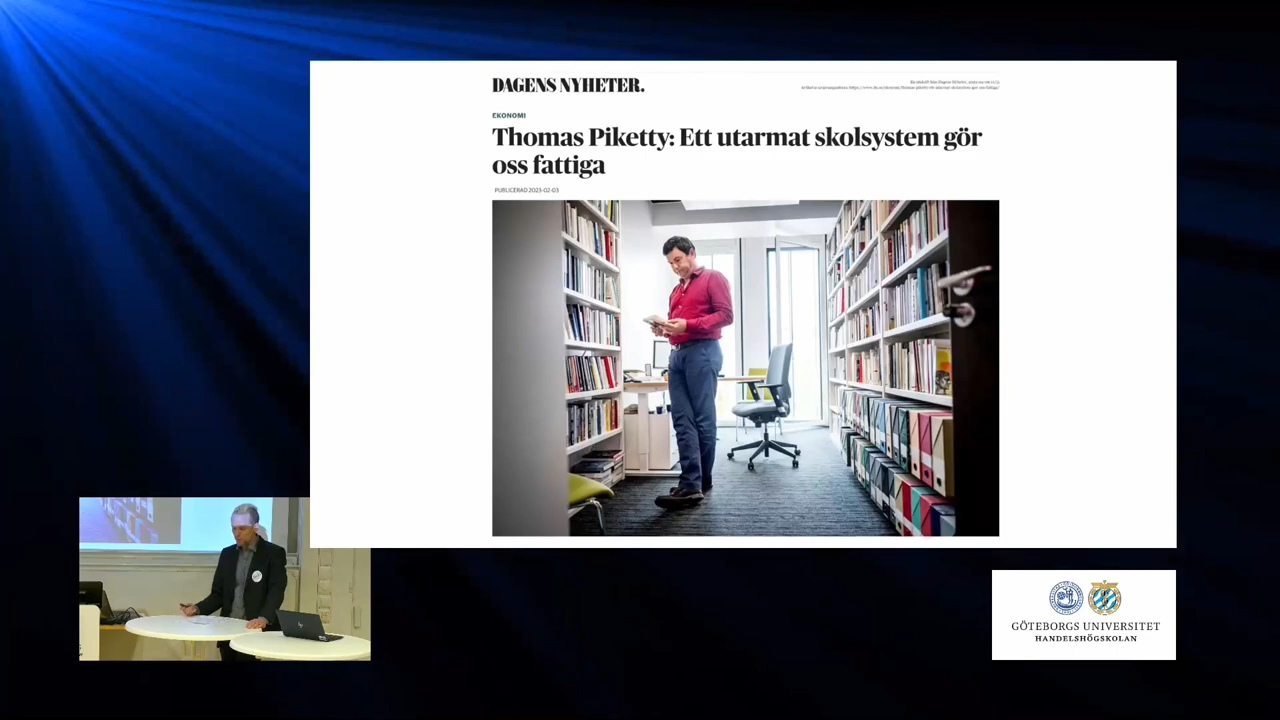 DAGENS NYHETER.
EKONOMI
Thomas Piketty: Ett utarmat skolsystem gör
oss fattiga
PUBLICERAD 2023-02-03
GÖTEBORGS UNIVERSITET
HANDELSHÖGSKOLAN